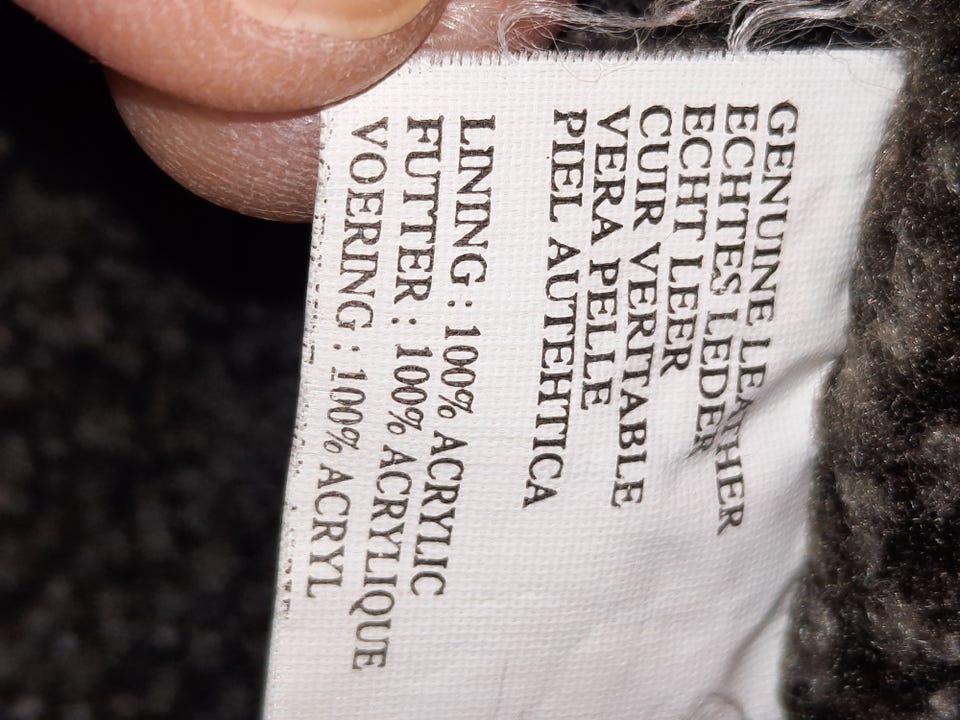 GENUINE LEATHER
ECHTES LEDER
ECHT LEER
CUIR VERITABLE
VERA PELLE
PIEL AUTEHTICA
LINING : 100% ACRYLIC
FUTTER : 100% ACRYLIQUE
VOERING : 100% ACRYL